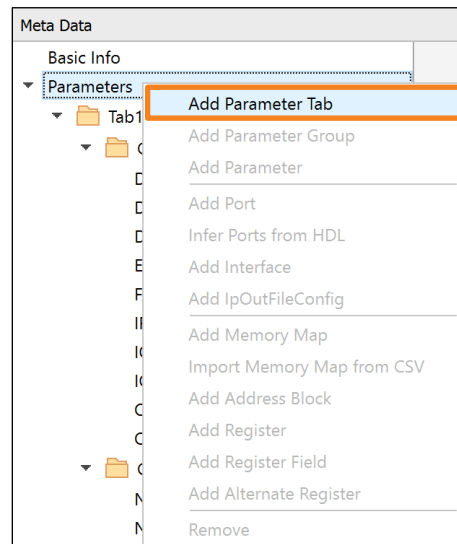 Meta Data
Basic Info
Parameters
Add Parameter Tab
Tab1
Add Parameter Group
Add Parameter
Add Port
Infer Ports from HDL
Add Interface
Add IpOutFileConfig
Add Memory Map
Import Memory Map from CSV
Add Address Block
Add Register
Add Register Field
Add Alternate Register
Remove